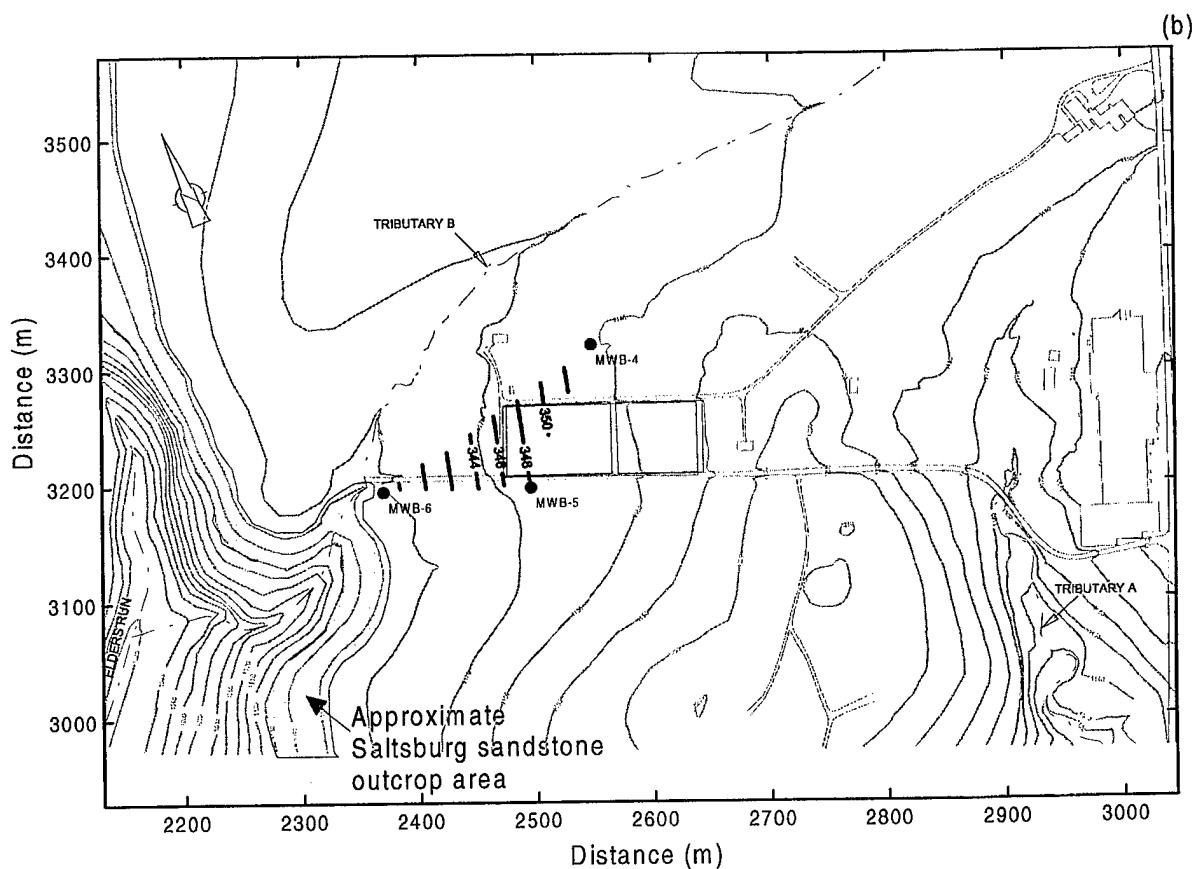 (b)
3500
3400
3300
3200
3100
3000
Distance (m)
TRIBUTARY B
MWB-4
350
344
346
348
MWB-6
MWB-5
TRIBUTARY A
ELDERS RUN
Approximate
Saltsburg sandstone
outcrop area
2200 2300 2400 2500 2600 2700 2800 2900 3000
Distance (m)